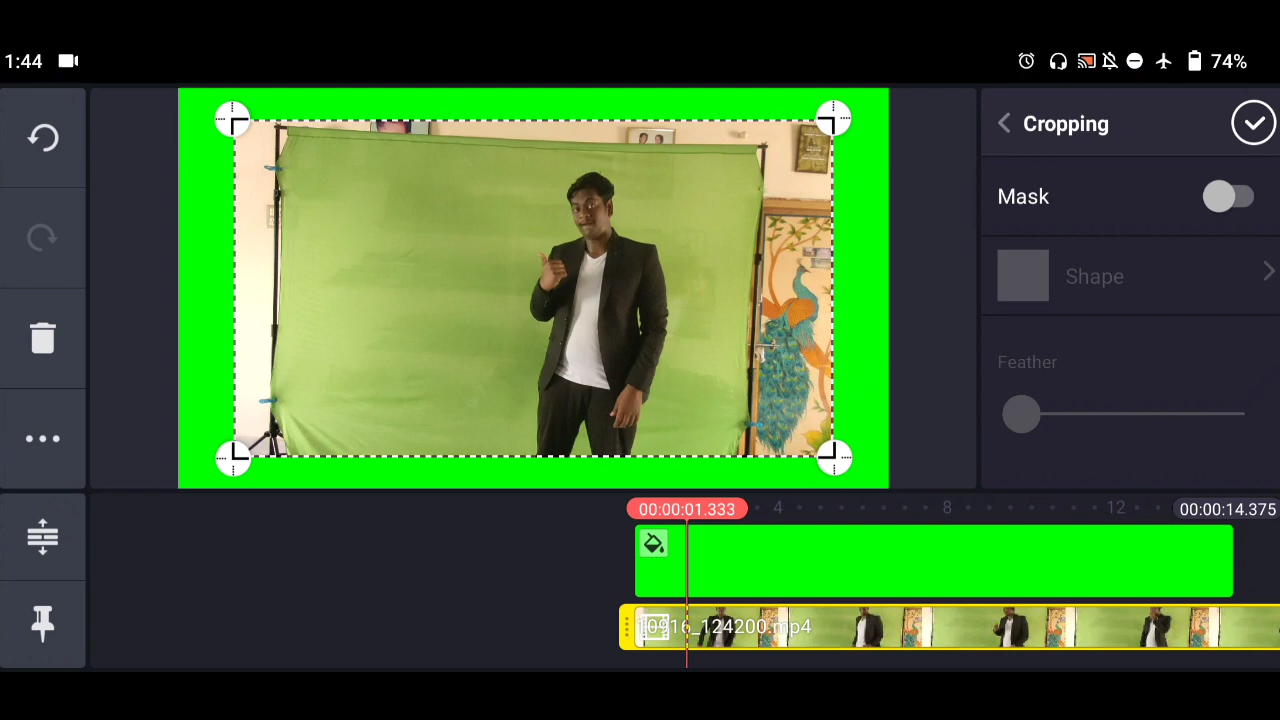 1:44
74%
Cropping
Mask
Shape
Feather
00:00:01.333
4
8
12
00:00:14.375
10916_124200.mp4